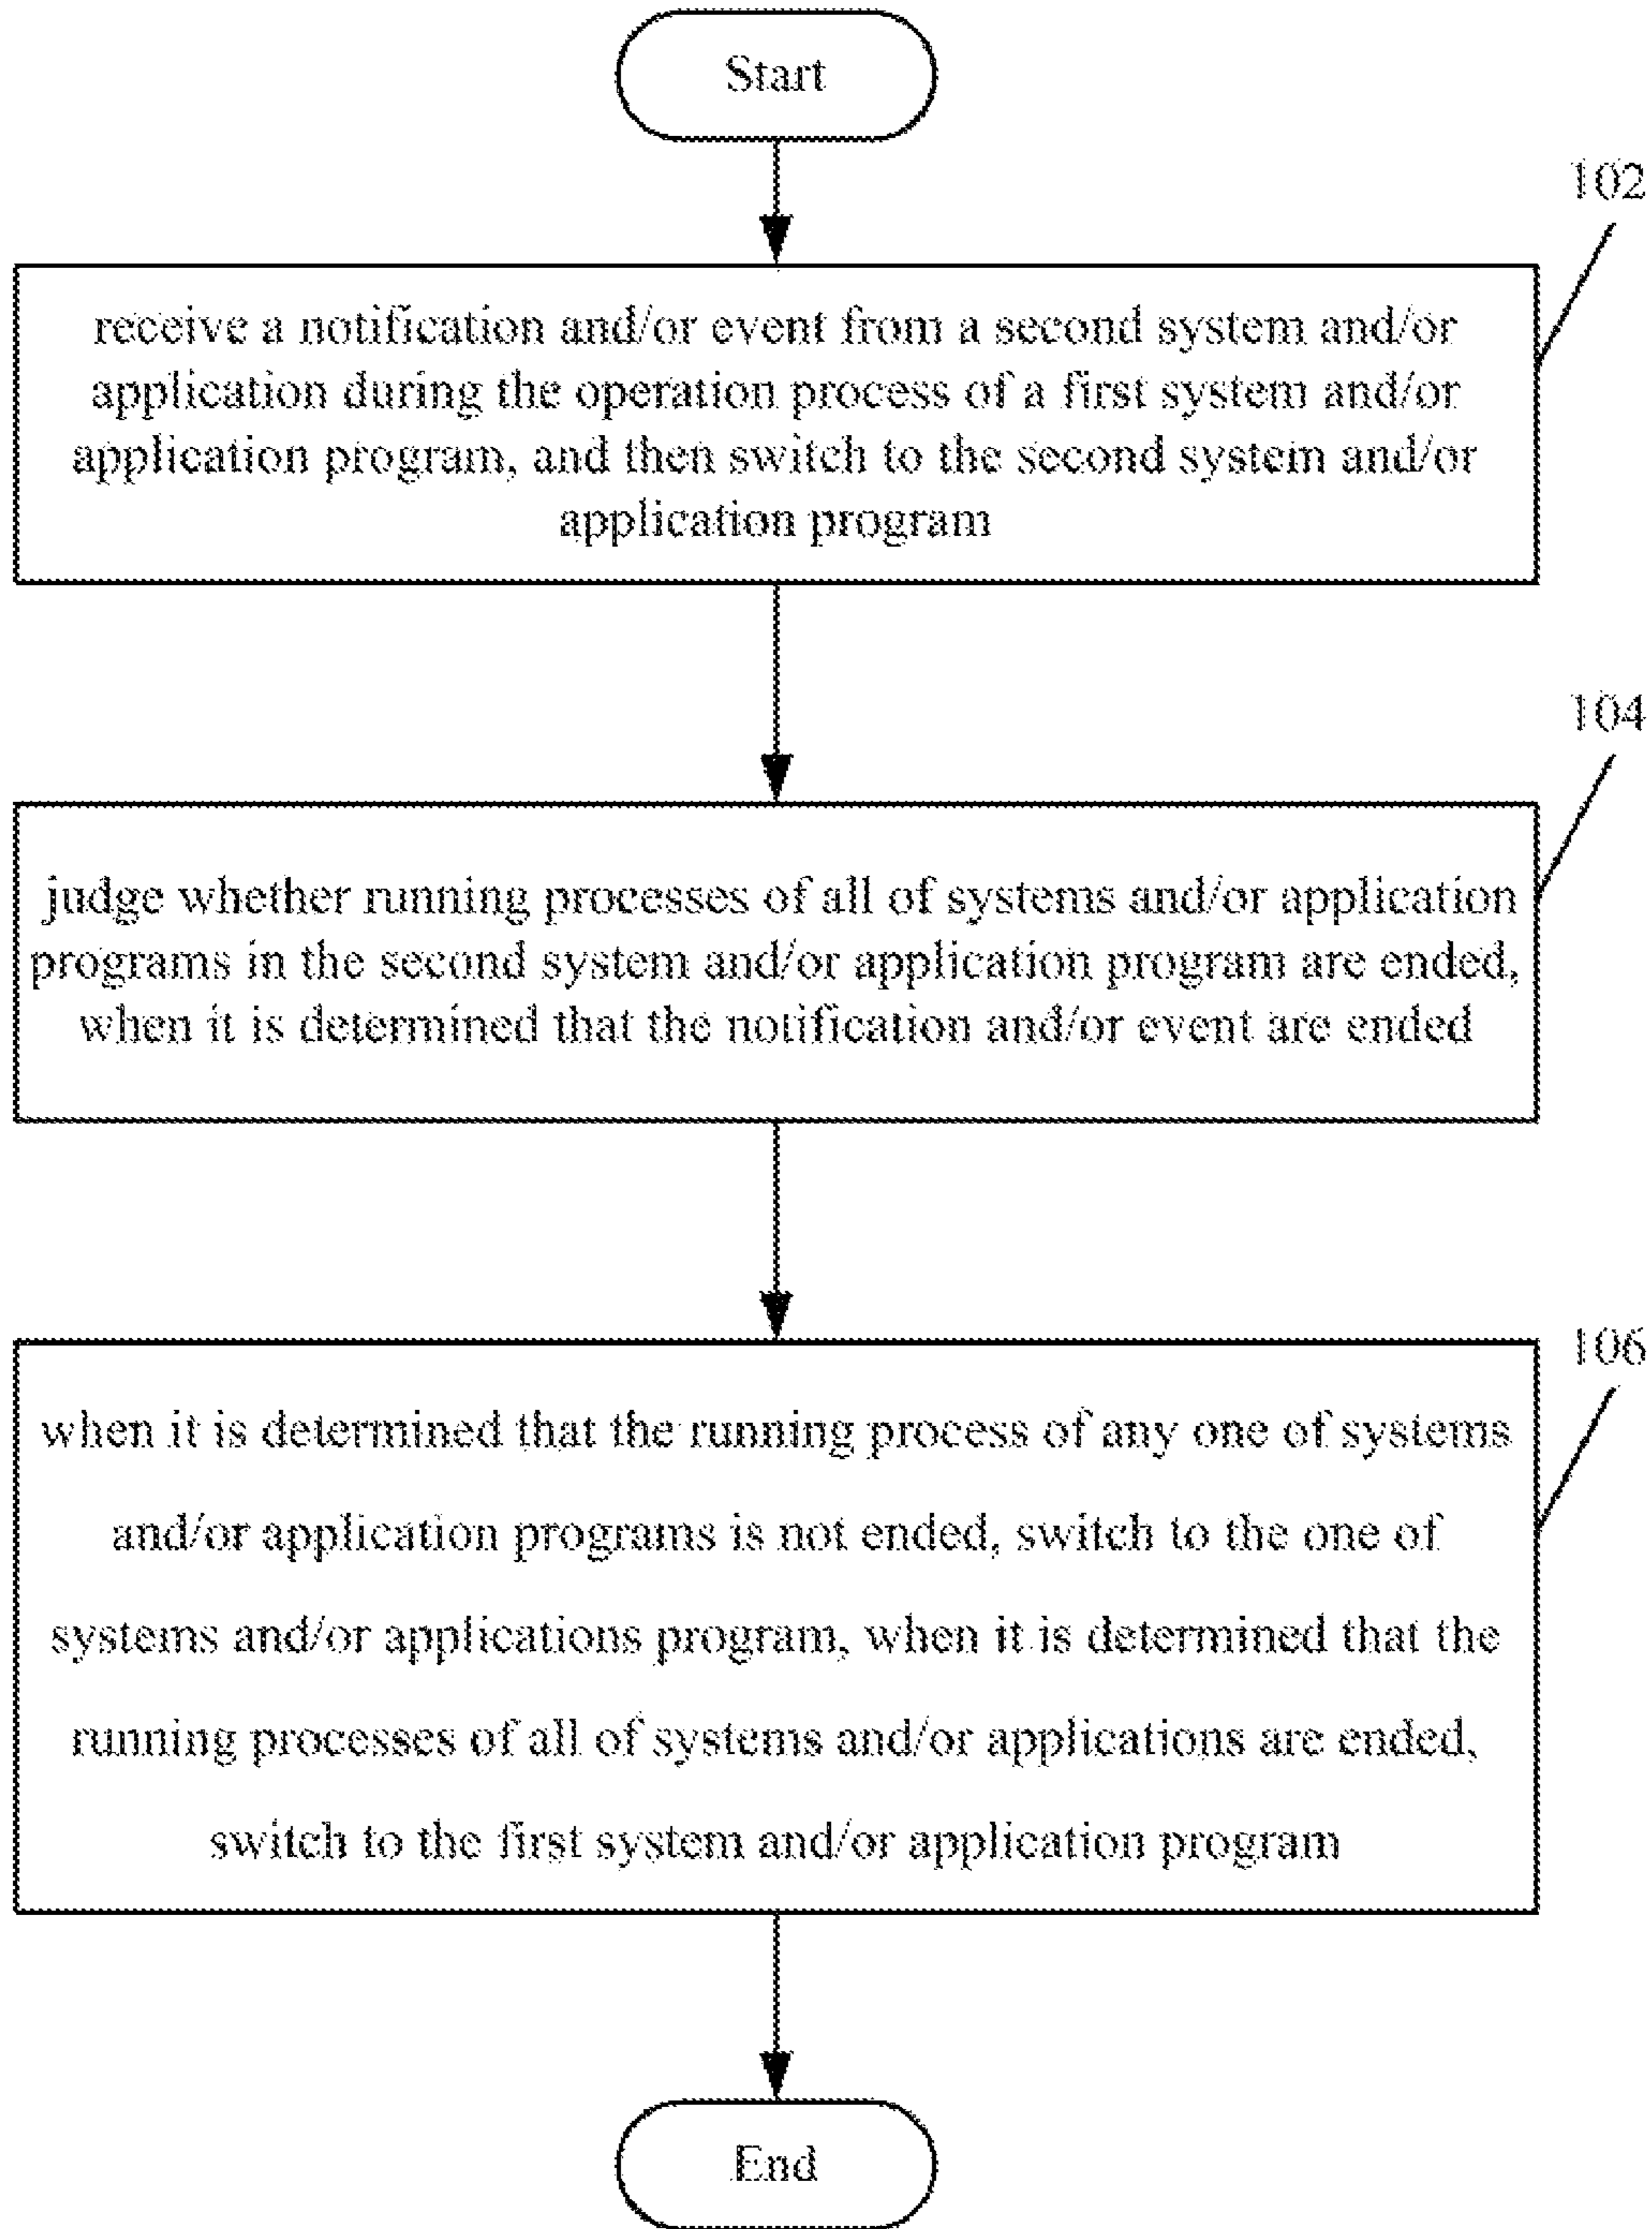 Start
102
receive a notification and/or event from a second system and/or
application during the operation process of a first system and/or
application program, and then switch to the second system and/or
application program
104
judge whether running processes of all of systems and/or application
programs in the second system and/or application program are ended,
when it is determined that the notification and/or event are ended
106
when it is determined that the running process of any one of systems
and/or application programs is not ended, switch to the one of
systems and/or applications program, when it is determined that the
running processes of all of systems and/or applications are ended,
switch to the first system and/or application program
End